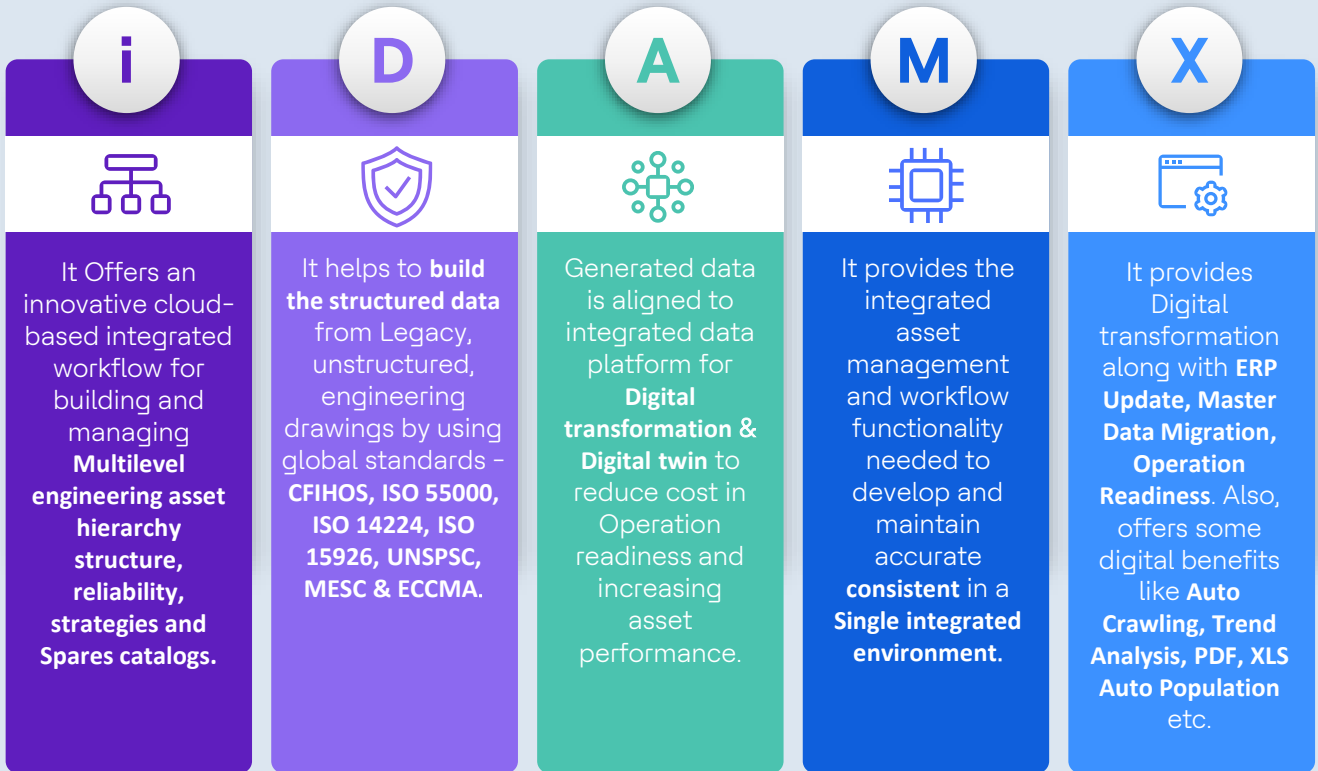 i
It Offers an
innovative cloud-
based integrated
workflow for
building and
managing
Multilevel
engineering asset
hierarchy
structure,
reliability,
strategies and
Spares catalogs.
D
It helps to build
the structured data
from Legacy,
unstructured,
engineering
drawings by using
global standards -
CFIHOS, ISO 55000,
ISO 14224, ISO
15926, UNSPSC,
MESC & ECCMA.
A
Generated data
is aligned to
integrated data
platform for
Digital
transformation &
Digital twin to
reduce cost in
Operation
readiness and
increasing
asset
performance.
M
It provides the
integrated
asset
management
and workflow
functionality
needed to
develop and
maintain
accurate
consistent in a
Single integrated
environment.
X
It provides
Digital
transformation
along with ERP
Update, Master
Data Migration,
Operation
Readiness. Also,
offers some
digital benefits
like Auto
Crawling, Trend
Analysis, PDF, XLS
Auto Population
etc.